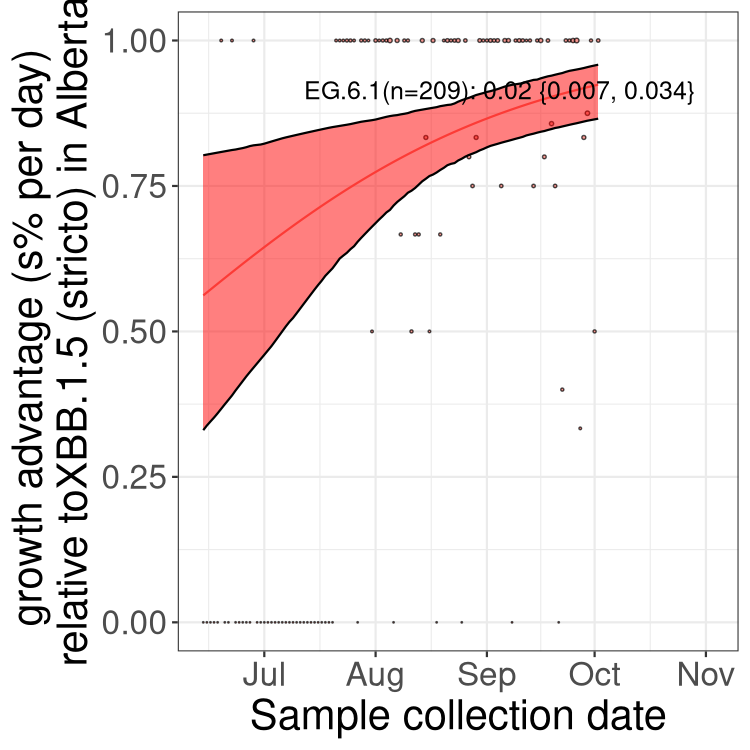 growth advantage (s% per day)
relative toXBB.1.5 (stricto) in Alberta
1.00
0.75
0.50
0.25
0.00
EG.6.1(n=209): 0.02 {0.007, 0.034}
Jul Aug Sep Oct Nov
Sample collection date